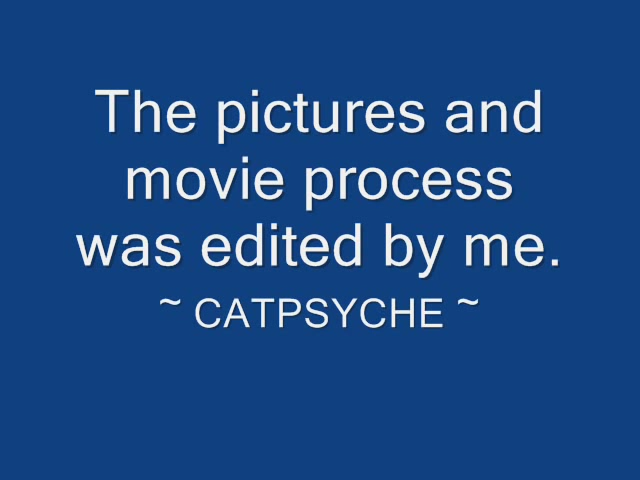 The pictures and
movie process
was edited by me.
~ CATPSYCHE ~